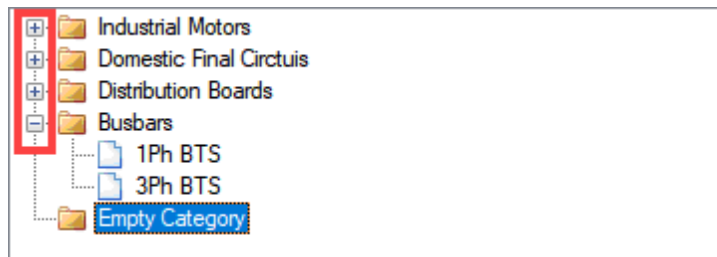 Industrial Motors
Domestic Final Circtuis
Distribution Boards
Busbars
1Ph BTS
3Ph BTS
Empty Category